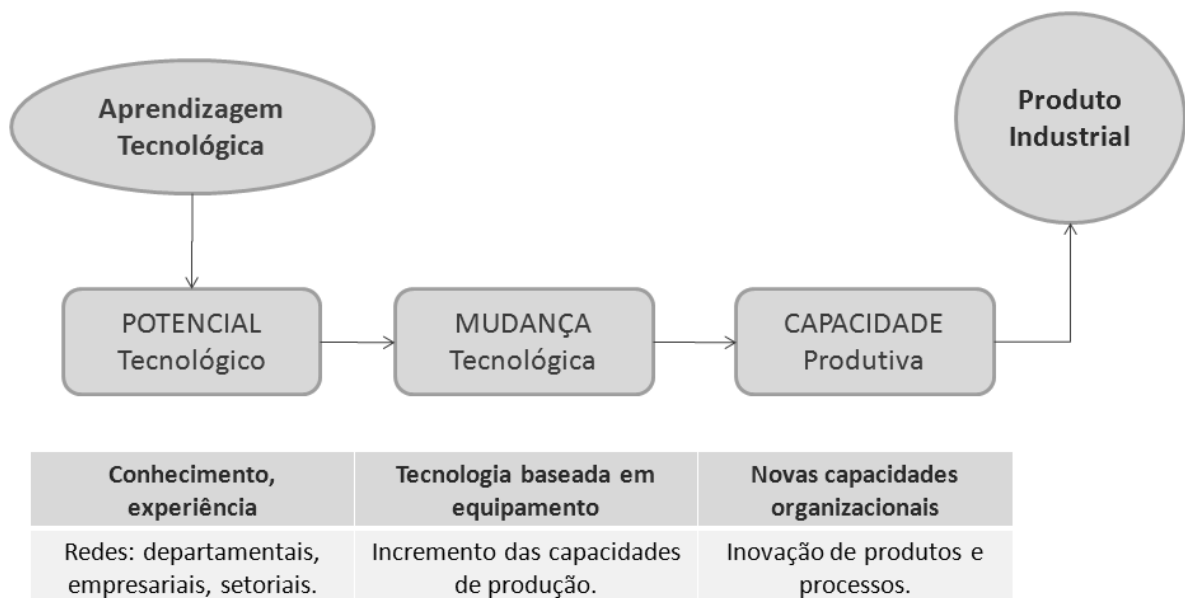 Aprendizagem
Tecnológica
Produto
Industrial
POTENCIAL
Tecnológico
MUDANÇA
Tecnológica
CAPACIDADE
Produtiva
Conhecimento,
experiência
Tecnologia baseada em
equipamento
Novas capacidades
organizacionais
Redes: departamentais,
empresariais, setoriais.
Incremento das capacidades
de produção.
Inovação de produtos e
processos.